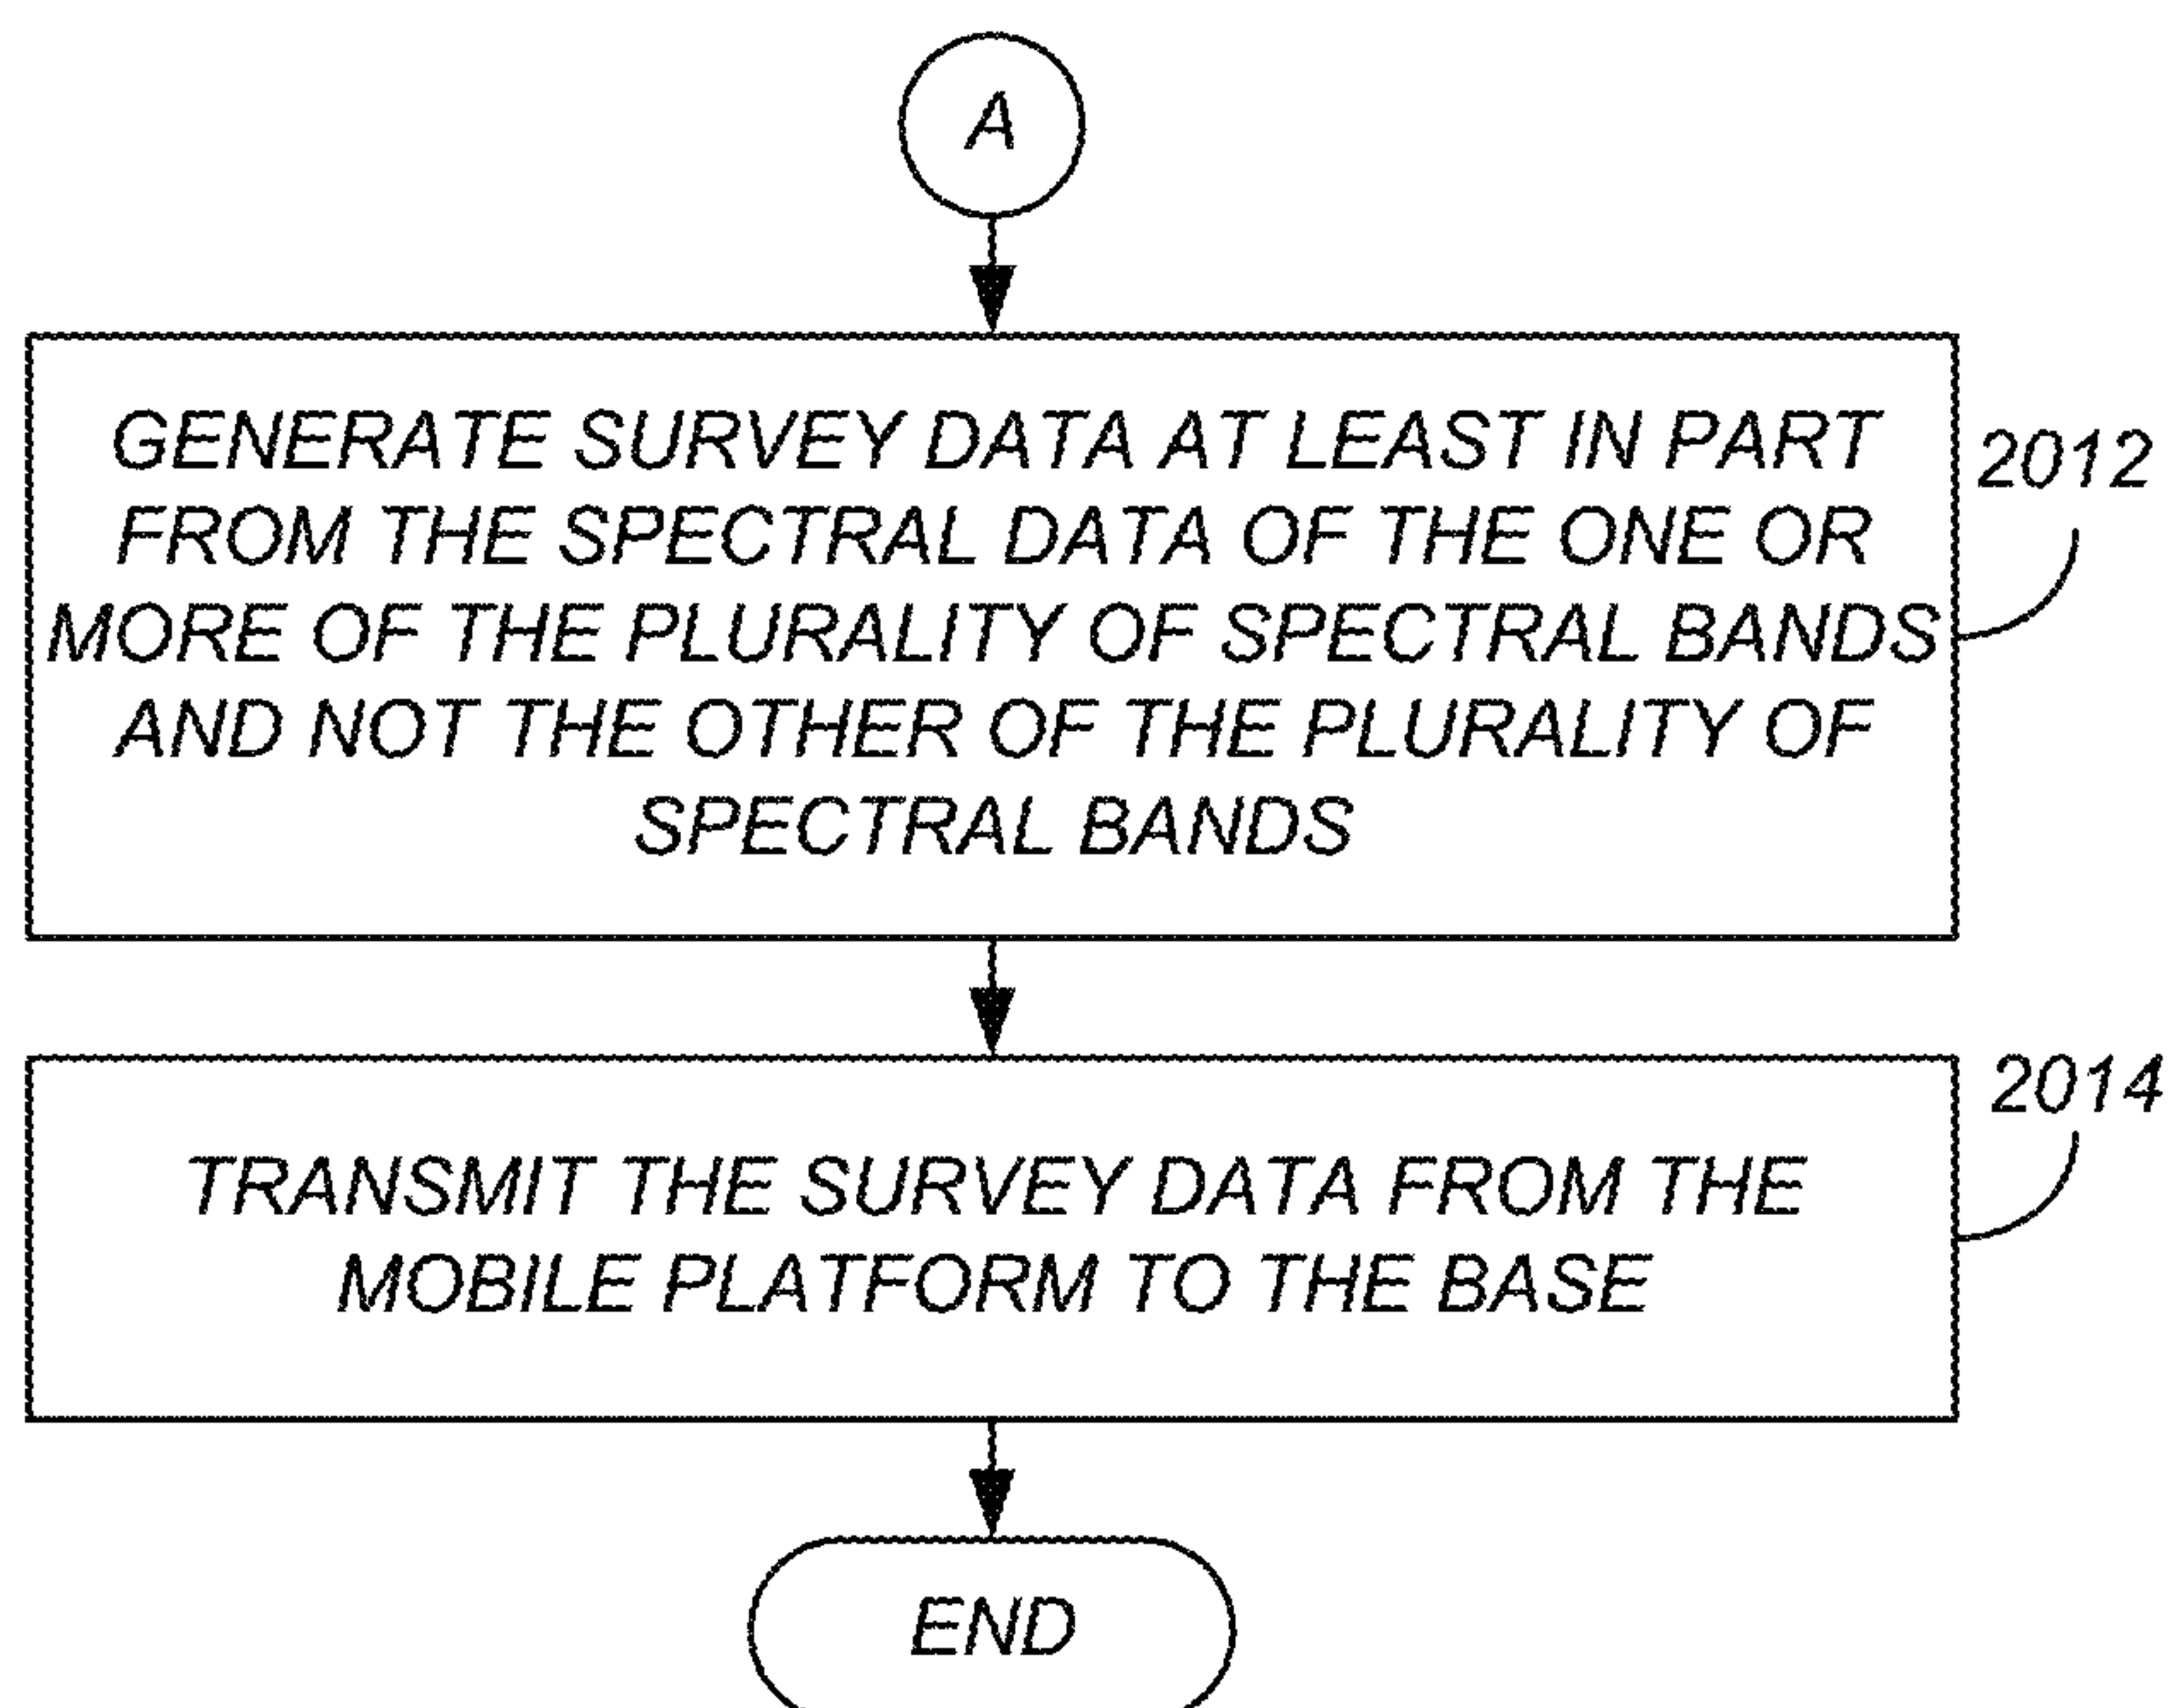 A
GENERATE SURVEY DATA AT LEAST IN PART
FROM THE SPECTRAL DATA OF THE ONE OR
MORE OF THE PLURALITY OF SPECTRAL BANDS
AND NOT THE OTHER OF THE PLURALITY OF
SPECTRAL BANDS
2012
TRANSMIT THE SURVEY DATA FROM THE
MOBILE PLATFORM TO THE BASE
2014
END